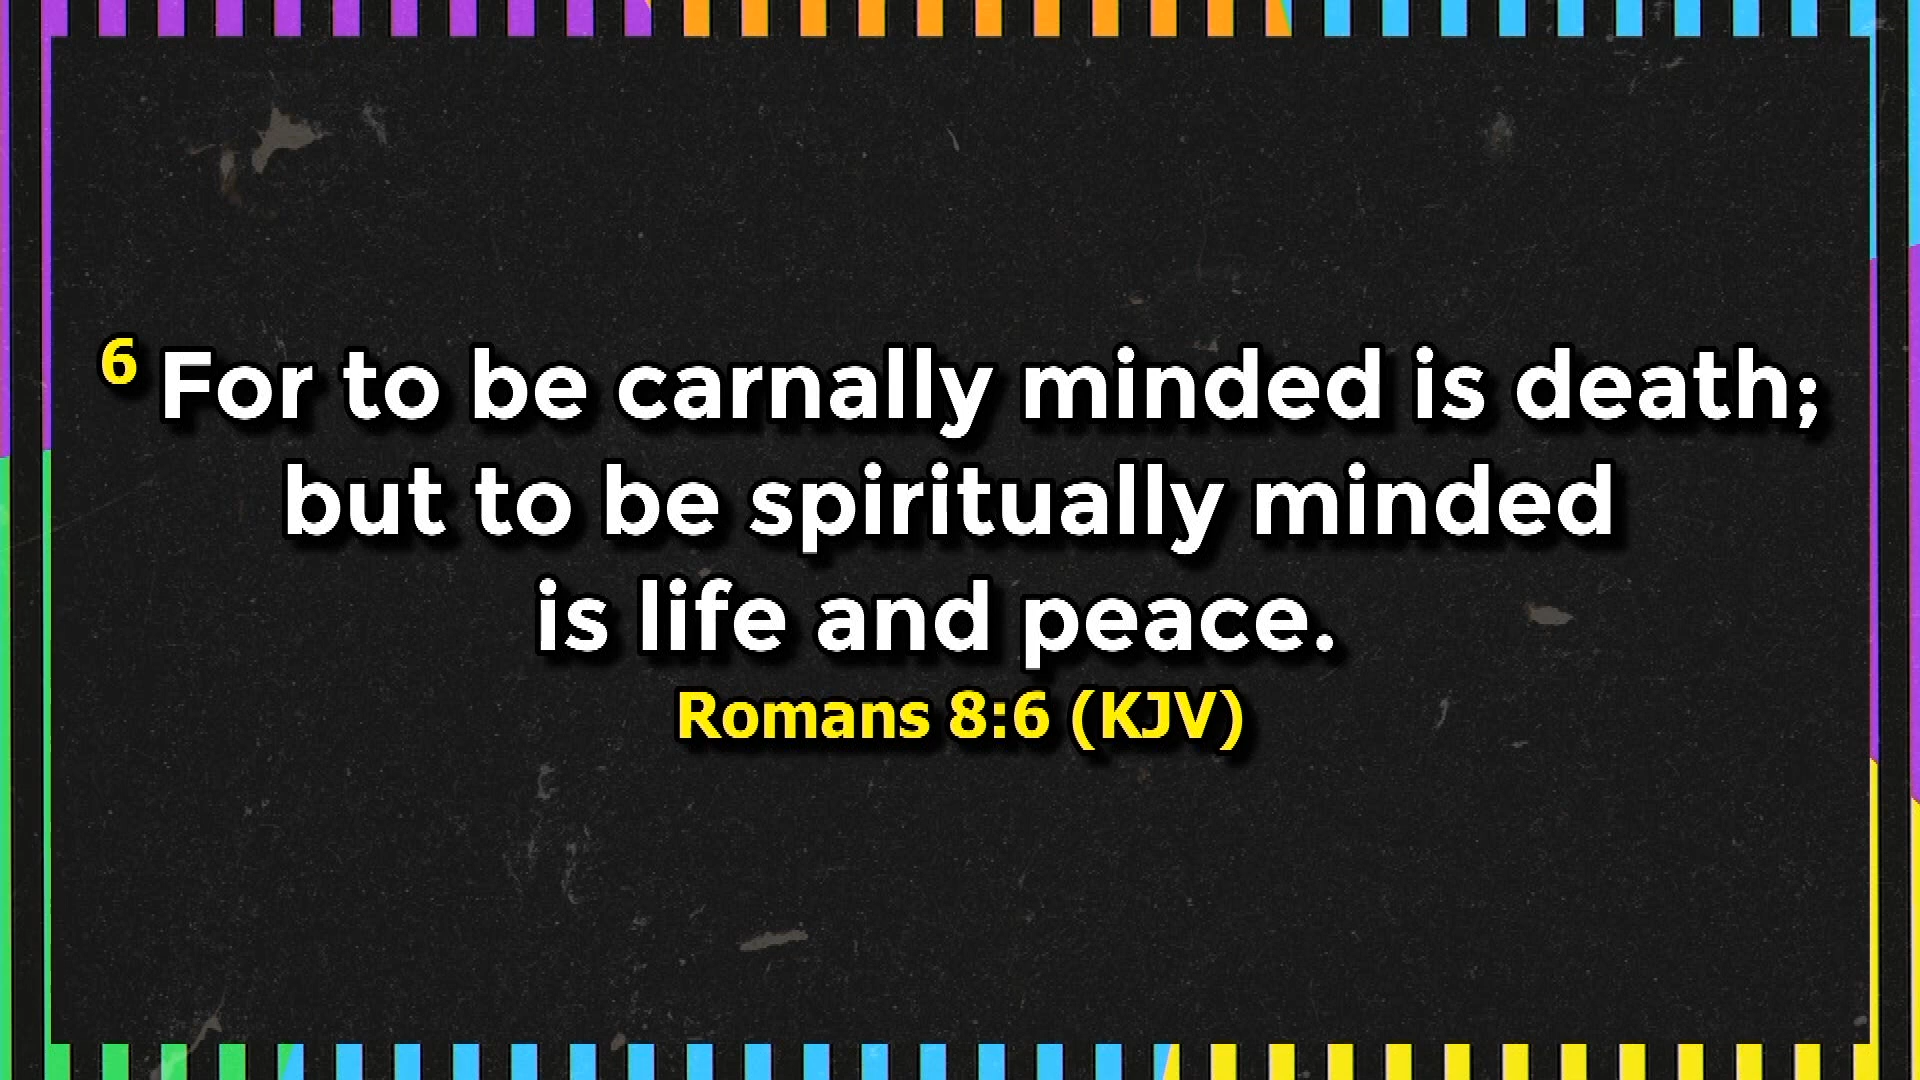 6 For to be carnally minded is death;
but to be spiritually minded
is life and peace.
Romans 8:6 (KJV)